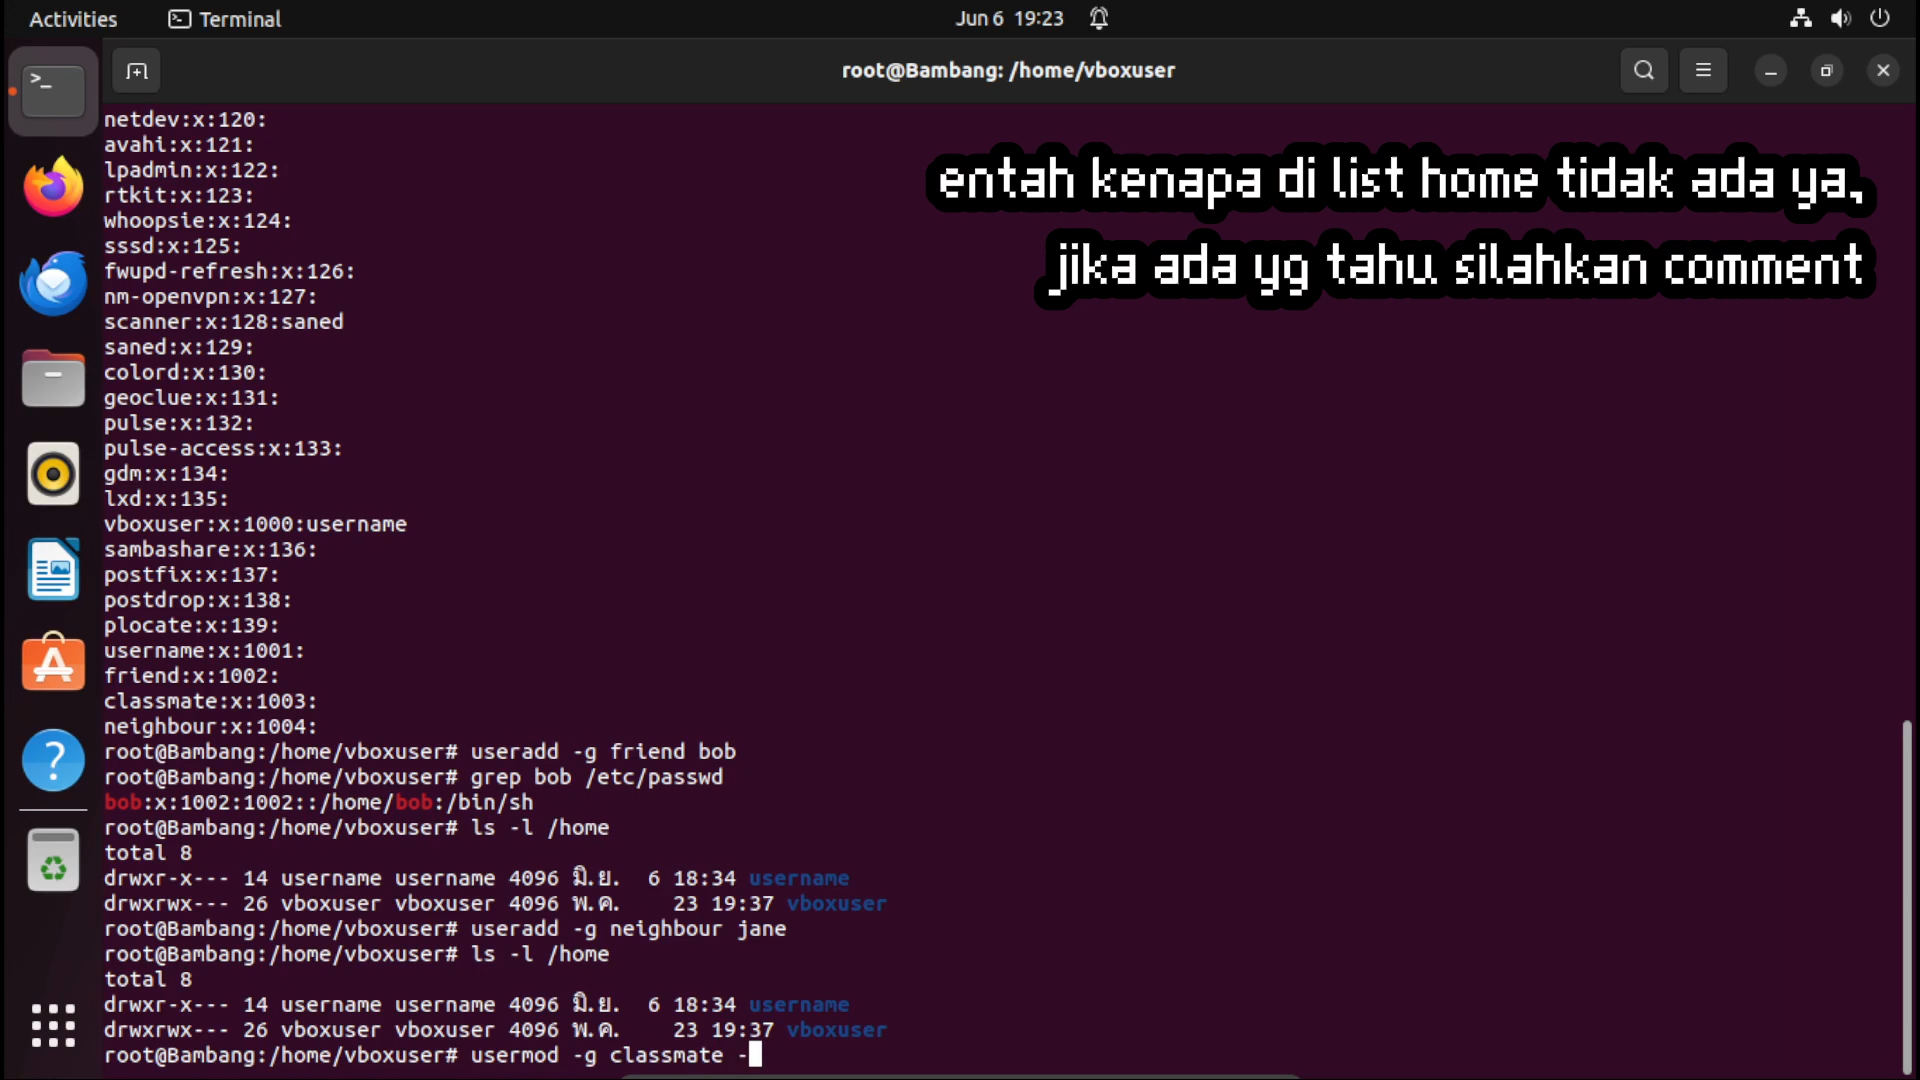 Activities
Terminal
Jun 6 19:23
root@Bambang: /home/vboxuser
entah kenapa di list home tidak ada ya,
jika ada yg tahu silahkan comment
netdev:x:120:
avahi:x:121:
lpadmin:x:122:
rtkit:x:123:
whoopsie:x:124:
sssd:x:125:
fwupd-refresh:x:126:
nm-openvpn:x:127:
scanner:x:128:saned
saned:x:129:
colord:x:130:
geoclue:x:131:
pulse:x:132:
pulse-access:x:133:
gdm:x:134:
lxd:x:135:
vboxuser:x:1000:username
sambashare:x:136:
postfix:x:137:
postdrop:x:138:
plocate:x:139:
username:x:1001:
friend:x:1002:
classmate:x:1003:
neighbour:x:1004:
root@Bambang:/home/vboxuser# useradd -g friend bob
root@Bambang:/home/vboxuser# grep bob /etc/passwd
bob:x:1002:1002::/home/bob:/bin/sh
root@Bambang:/home/vboxuser# ls -l /home
total 8
drwxr-x--- 14 username username 4096 มิ.ย.  6 18:34 username
drwxrwx--- 26 vboxuser vboxuser 4096 พ.ค.  23 19:37 vboxuser
root@Bambang:/home/vboxuser# useradd -g neighbour jane
root@Bambang:/home/vboxuser# ls -l /home
total 8
drwxr-x--- 14 username username 4096 มิ.ย.  6 18:34 username
drwxrwx--- 26 vboxuser vboxuser 4096 พ.ค.  23 19:37 vboxuser
root@Bambang:/home/vboxuser# usermod -g classmate -